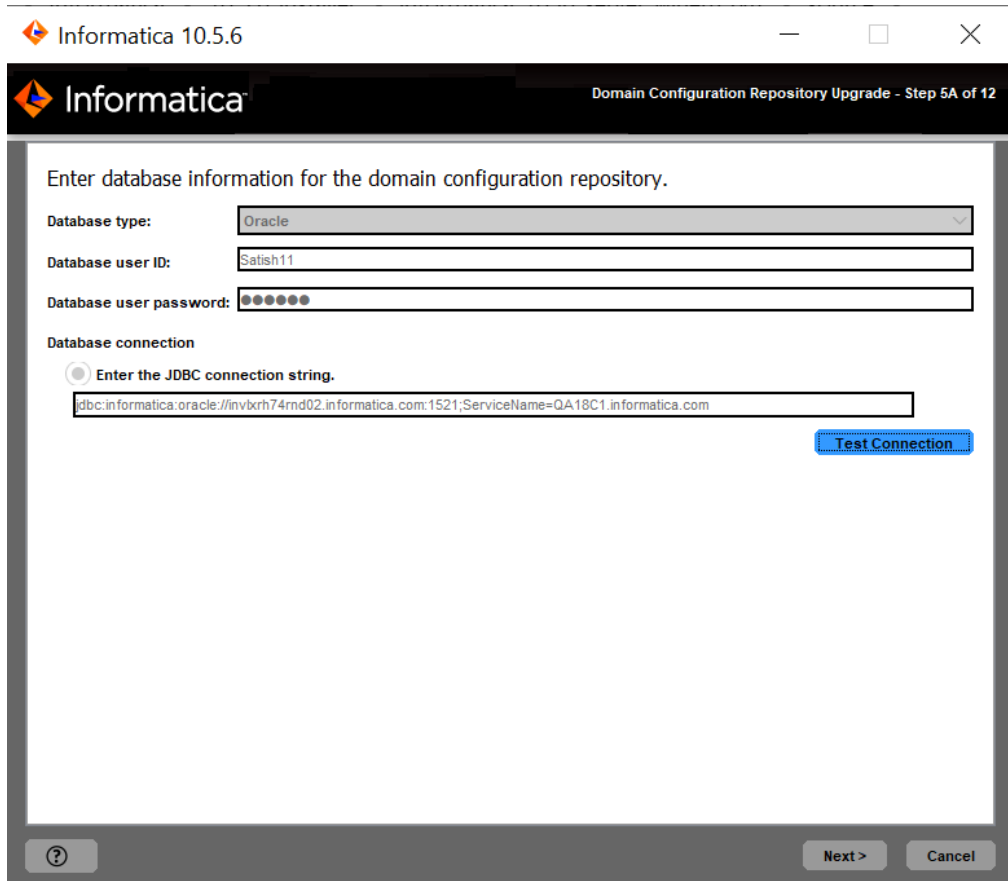 Informatica 10.5.6
Informatica
Domain Configuration Repository Upgrade - Step 5A of 12
Enter database information for the domain configuration repository.
Database type:
Oracle
Database user ID:
Satish11
Database user password: ●●●●●●
Database connection
Enter the JDBC connection string.
jdbc:informatica:oracle://invlxrh74rnd02.informatica.com:1521;ServiceName=QA18C1.informatica.com
Test Connection
?
Next >
Cancel